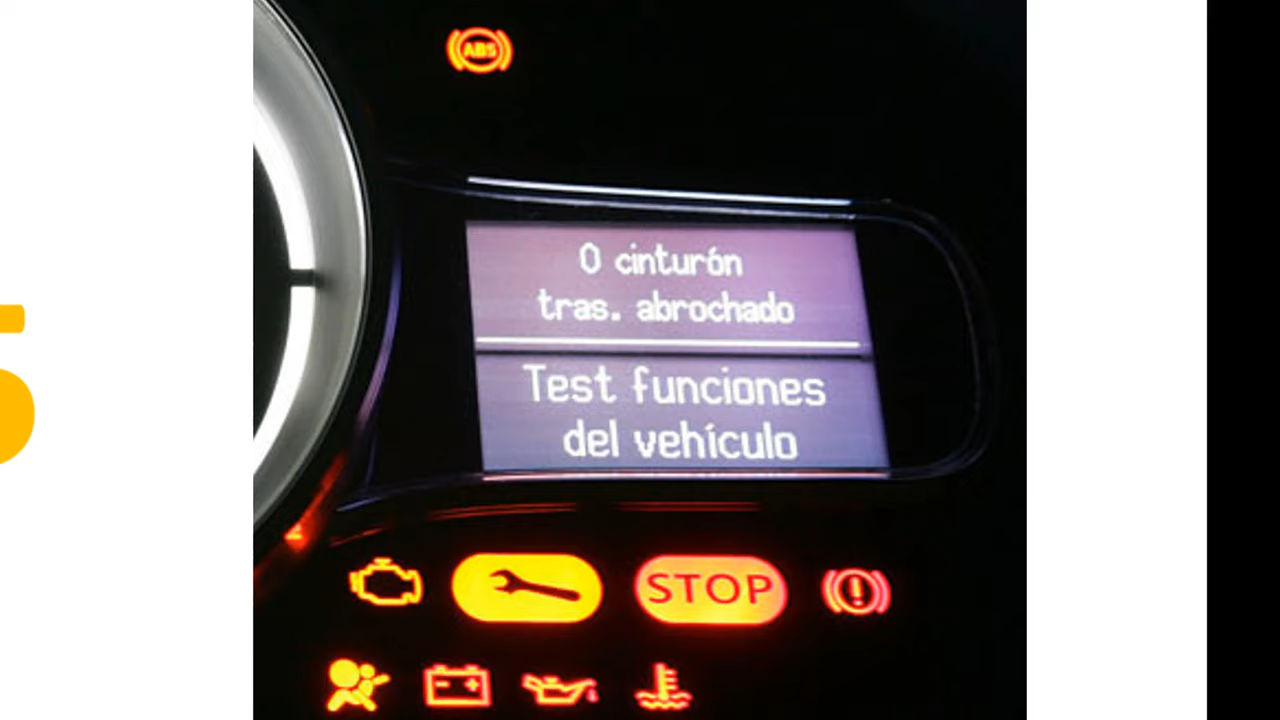 ABS
0 cinturón
tras. abrochado
Test funciones
del vehículo
STOP